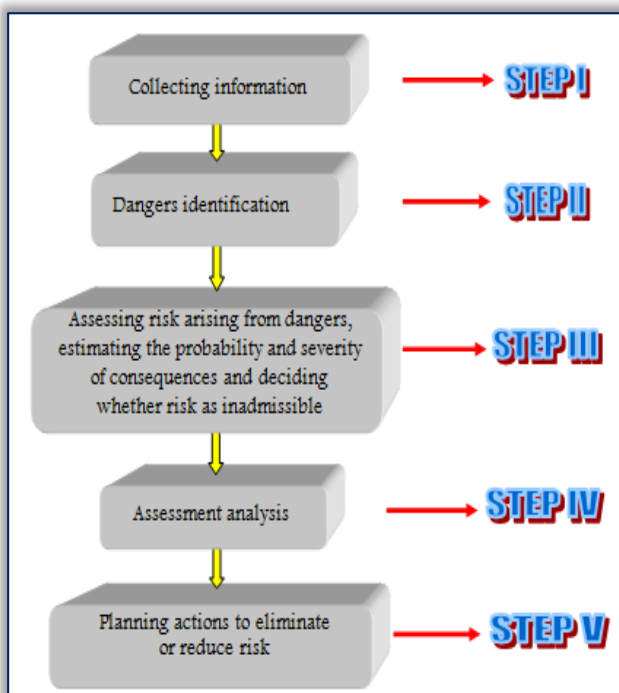 Collecting information
STEP I
Dangers identification
STEP II
Assessing risk arising from dangers,
estimating the probability and severity
of consequences and deciding
whether risk as inadmissible
STEP III
Assessment analysis
STEP IV
Planning actions to eliminate
or reduce risk
STEP V